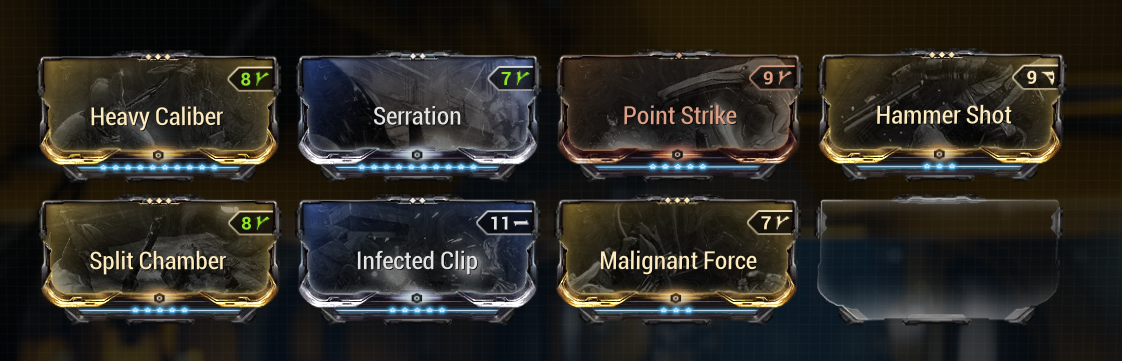 8
Heavy Caliber
7
Serration
9
Point Strike
9
Hammer Shot
8
Split Chamber
11
Infected Clip
7
Malignant Force